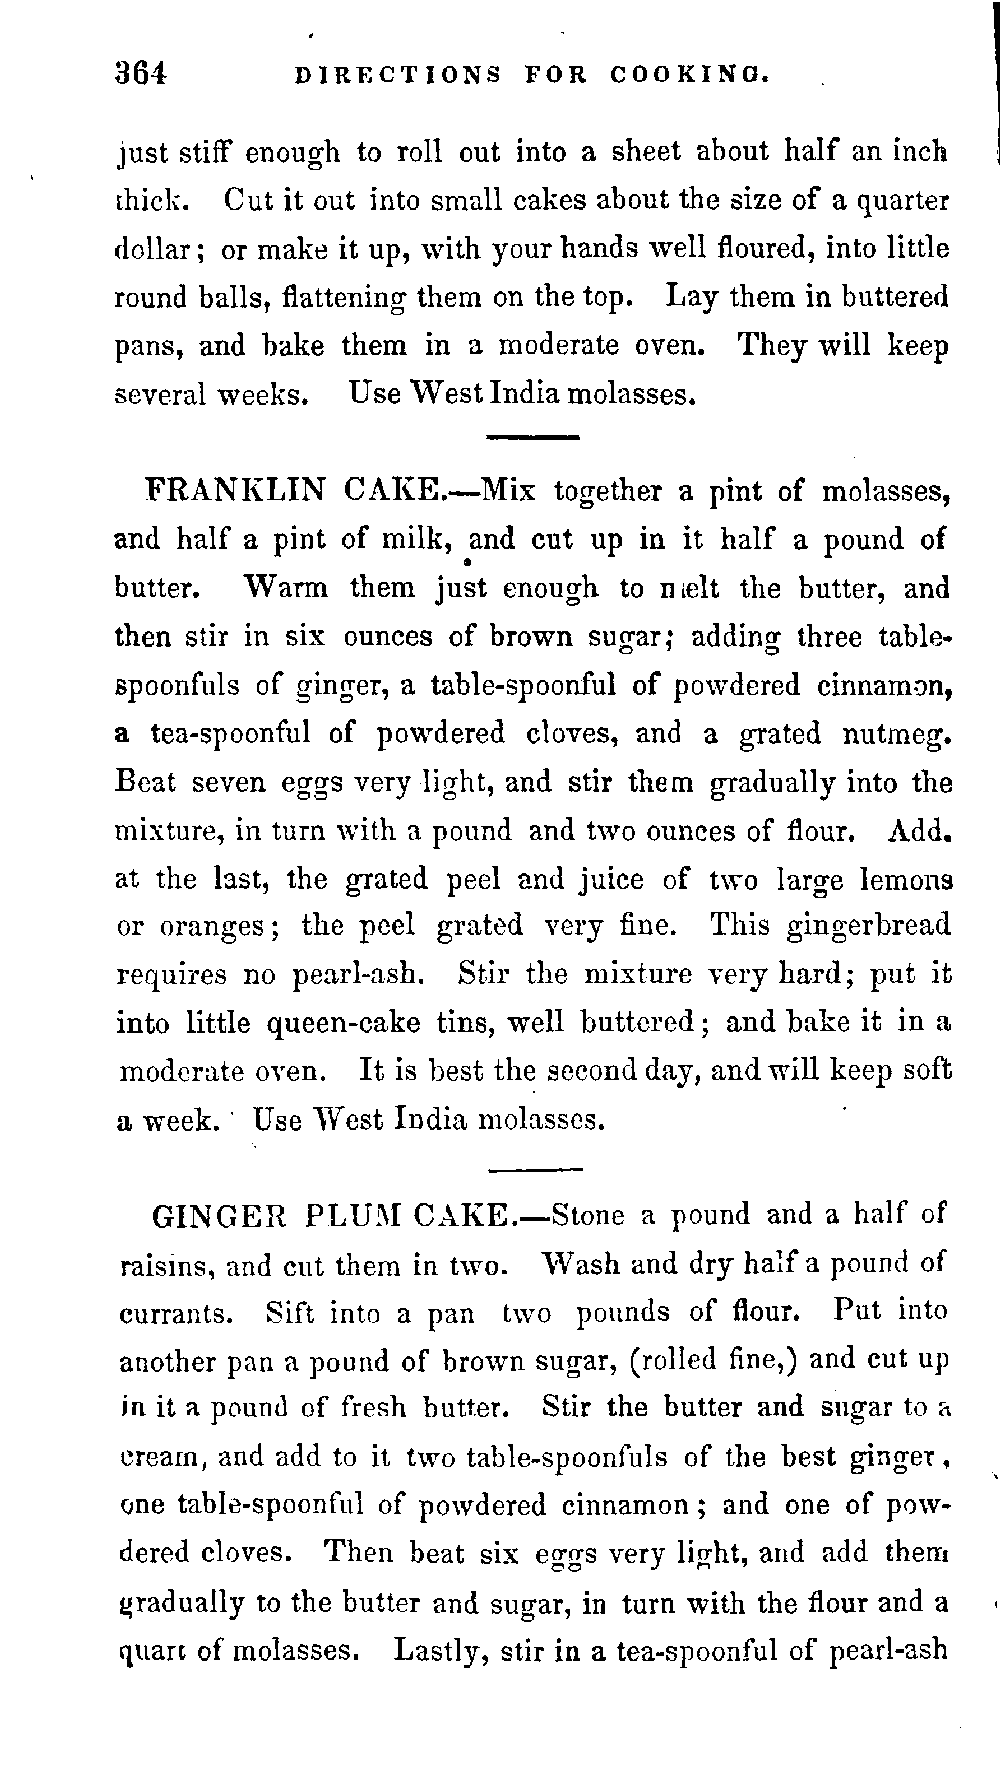 364 DIRECTIONS FOR COOKING.
just stiff enough to roll out into a sheet about half an inch
thick. Cut it out into small cakes about the size of a quarter
dollar; or make it up, with your hands well floured, into little
round balls, flattening them on the top. Lay them in buttered
pans, and bake them in a moderate oven. They will keep
several weeks. Use West India molasses.
FRANKLIN CAKE.—Mix together a pint of molasses,
and half a pint of milk, and cut up in it half a pound of
butter. Warm them just enough to melt the butter, and
then stir in six ounces of brown sugar; adding three table-
spoonfuls of ginger, a table-spoonful of powdered cinnamon,
a tea-spoonful of powdered cloves, and a grated nutmeg.
Beat seven eggs very light, and stir them gradually into the
mixture, in turn with a pound and two ounces of flour. Add.
at the last, the grated peel and juice of two large lemons
or oranges; the peel grated very fine. This gingerbread
requires no pearl-ash. Stir the mixture very hard; put it
into little queen-cake tins, well buttered; and bake it in a
moderate oven. It is best the second day, and will keep soft
a week. Use West India molasses.
GINGER PLUM CAKE.—Stone a pound and a half of
raisins, and cut them in two. Wash and dry half a pound of
currants. Sift into a pan two pounds of flour. Put into
another pan a pound of brown sugar, (rolled fine,) and cut up
in it a pound of fresh butter. Stir the butter and sugar to a
cream, and add to it two table-spoonfuls of the best ginger,
one table-spoonful of powdered cinnamon; and one of pow-
dered cloves. Then beat six eggs very light, and add them
gradually to the butter and sugar, in turn with the flour and a
quart of molasses. Lastly, stir in a tea-spoonful of pearl-ash